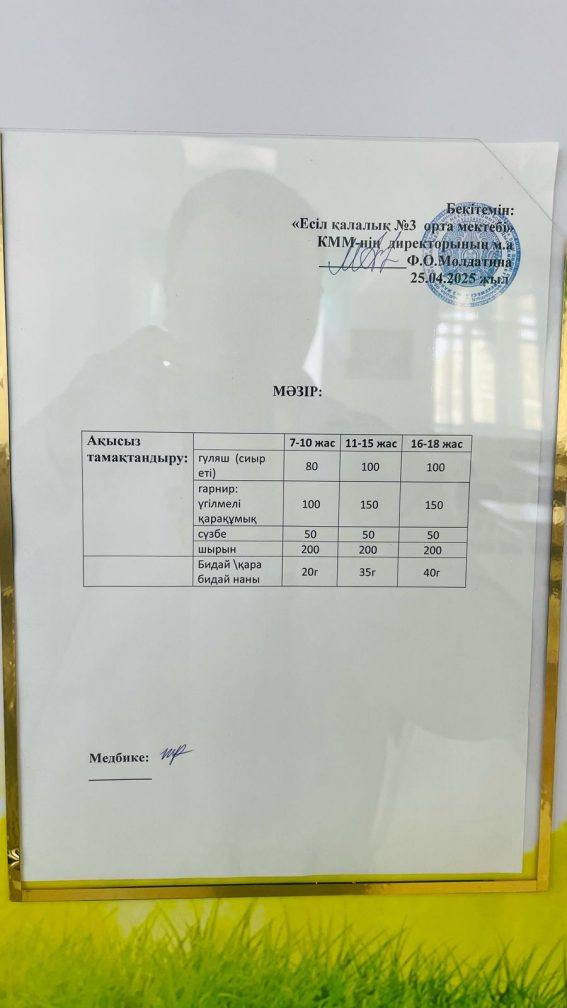 Бекітемін:
«Есіл қалалық №3 орта мектебі»
КММ-нің директорының м.а
Ф.О.Молдатина
25.04.2025 жыл
МӘЗІР:
Ақысыз тамақтандыру: 7-10 жас 11-15 жас 16-18 жас
гуляш (сиыр еті) 80 100 100
гарнир: үгілмелі қарақұмық 100 150 150
сүзбе 50 50 50
шырын 200 200 200
Бидай \қара бидай наны 20г 35г 40г
Медбике: